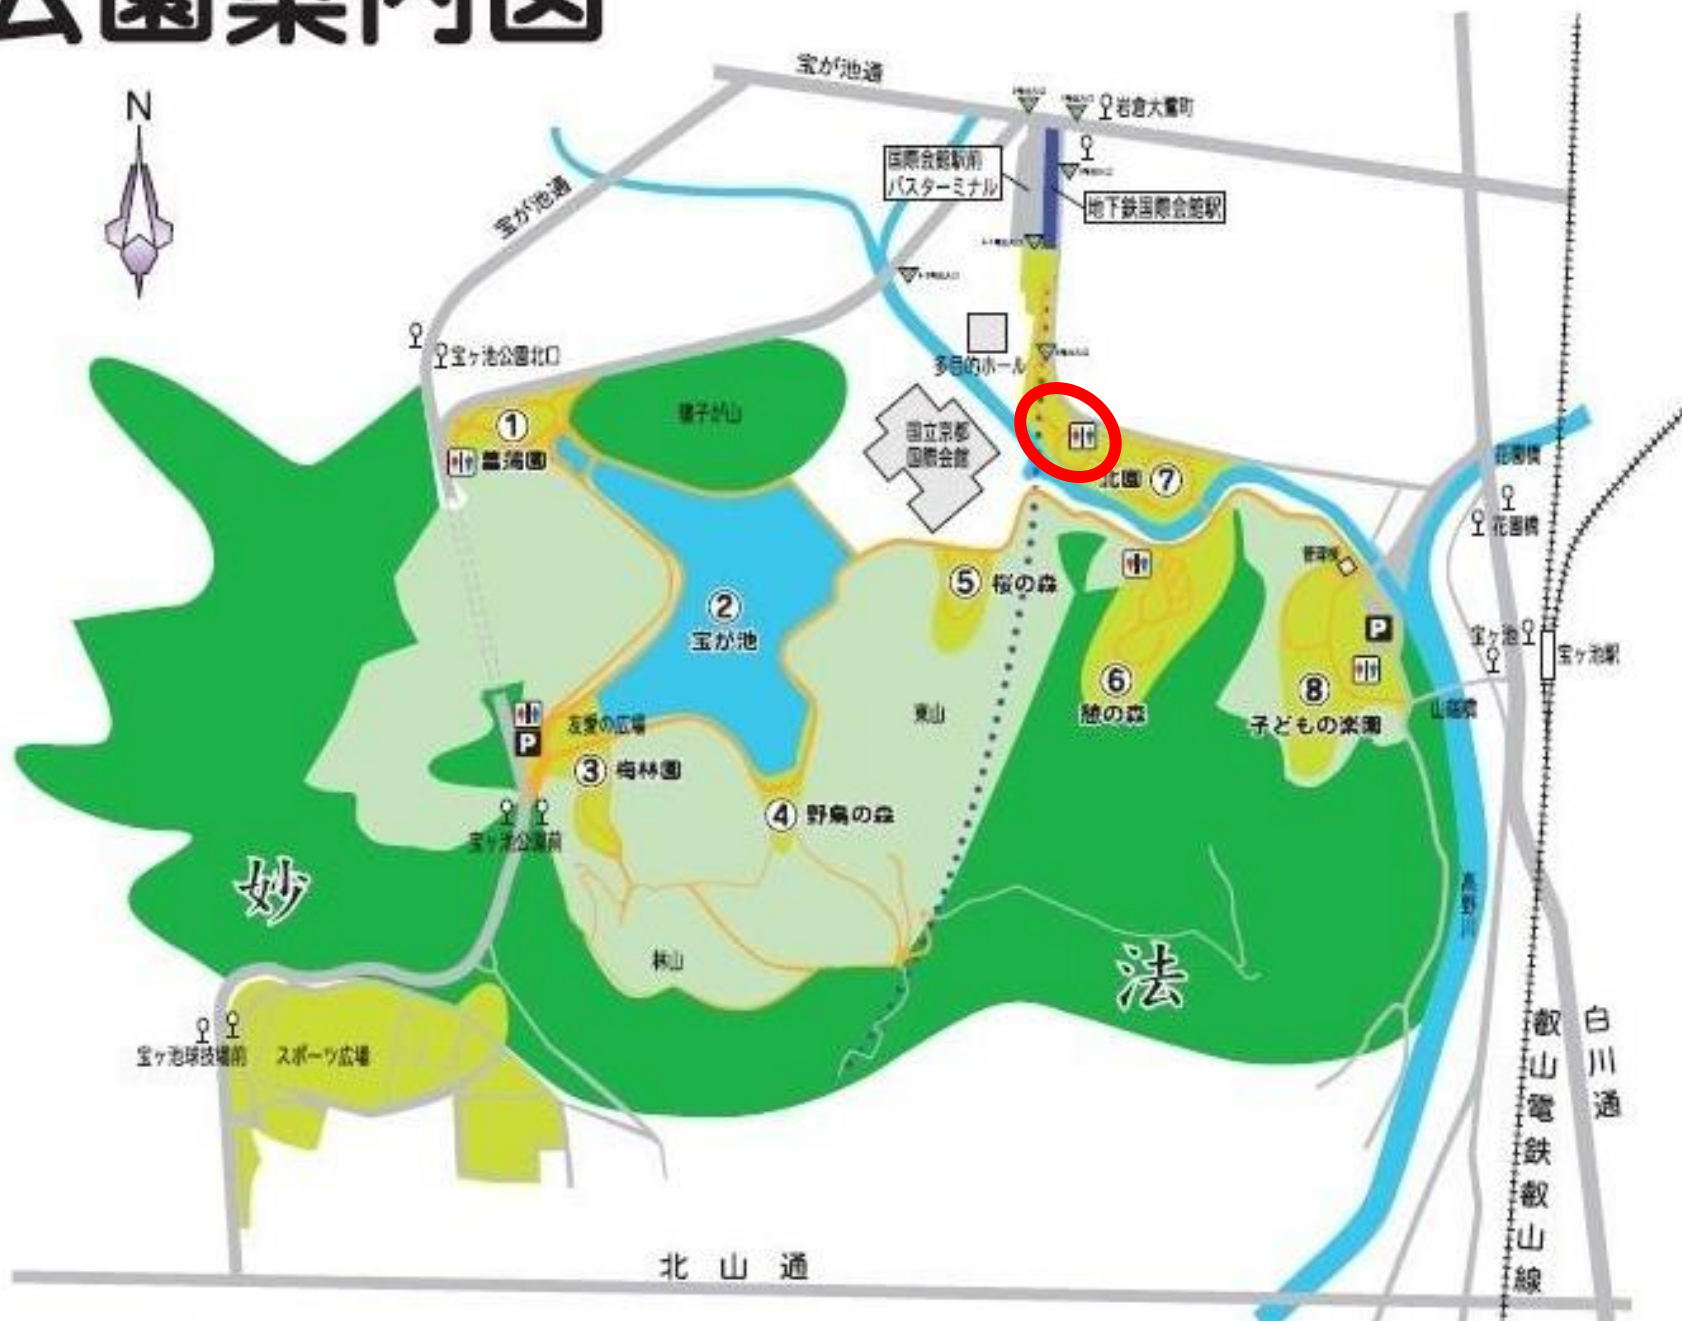 公園案内図
N
宝が池通
岩倉大鷺町
国際会館駅前
バスターミナル
地下鉄国際会館駅
宝が池通
宝ヶ池公園北口
多目的ホール
国立京都
国際会館
①
菖蒲園
北園 ⑦
花園橋
花園橋
②
宝が池
⑤ 桜の森
⑥
憩の森
⑧
子どもの楽園
P
宝ヶ池
宝ヶ池駅
山端橋
東山
友愛の広場
P
③ 梅林園
④ 野鳥の森
宝ヶ池公園前
妙
法
林山
高野川
宝ヶ池球技場前
スポーツ広場
叡山電鉄叡山線
白川通
北山通